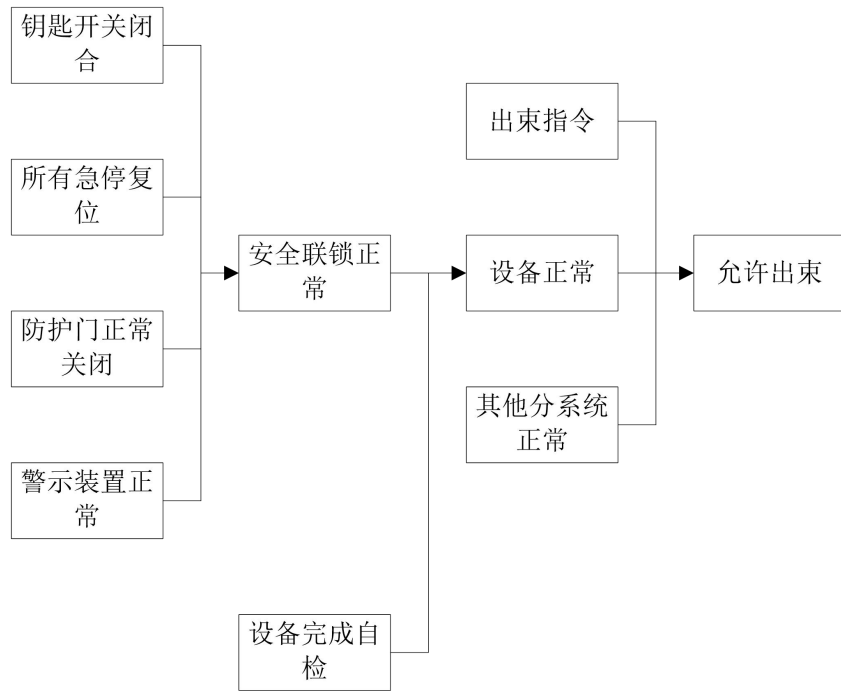 钥匙开关闭
合
所有急停复
位
防护门正常
关闭
警示装置正
常
安全联锁正
常
设备完成自
检
出束指令
设备正常
其他分系统
正常
允许出束